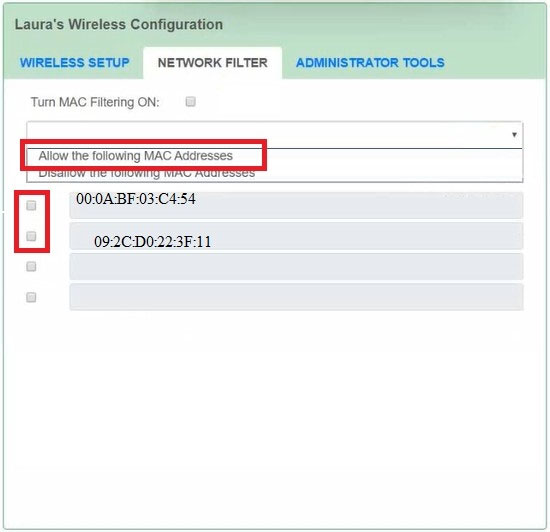 Laura's Wireless Configuration
WIRELESS SETUP NETWORK FILTER ADMINISTRATOR TOOLS
Turn MAC Filtering ON:
Allow the following MAC Addresses
Disallow the following MAC Addresses
00:0A:BF:03:C4:54
09:2C:D0:22:3F:11